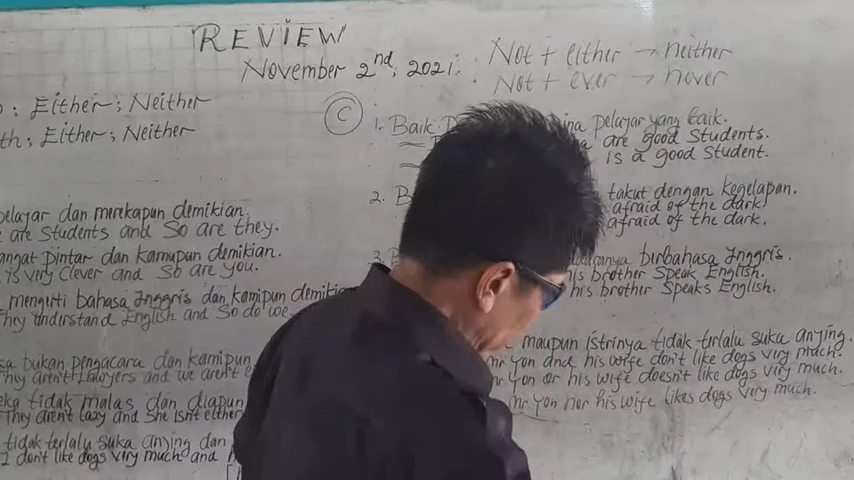 REVIEW
November 2nd, 2021.
Not + either → neither
Not + ever → never
; Either; Neither
; Either; Neither
pelajar dan merekapun demikian.
are Students and So are they.
pintar dan kamupun demikian.
is very Clever and So are you.
mengerti bahasa Inggris dan kamipun
They understand English and So do we
bukan pengacara dan kamipun
They aren't Lawyers and we aren't
tidak malas dan diapun
They aren't lazy and She isn't either
tidak terlalu suka anjing dan
I don't like dogs very much and
C
1. Baik pelajar yang baik.
are good Students.
is a good Student.
2. takut dengan kegelapan.
afraid of the dark.
afraid of the dark.
3. berbahasa Inggris.
his brother Speak English.
his brother Speaks English.
maupun istrinya tidak terlalu suka anjing.
Mr. Yon and his wife don't like dogs very much.
Mr. Yon or his wife doesn't like dogs very much.
Mr. Yon nor his wife likes dogs very much.